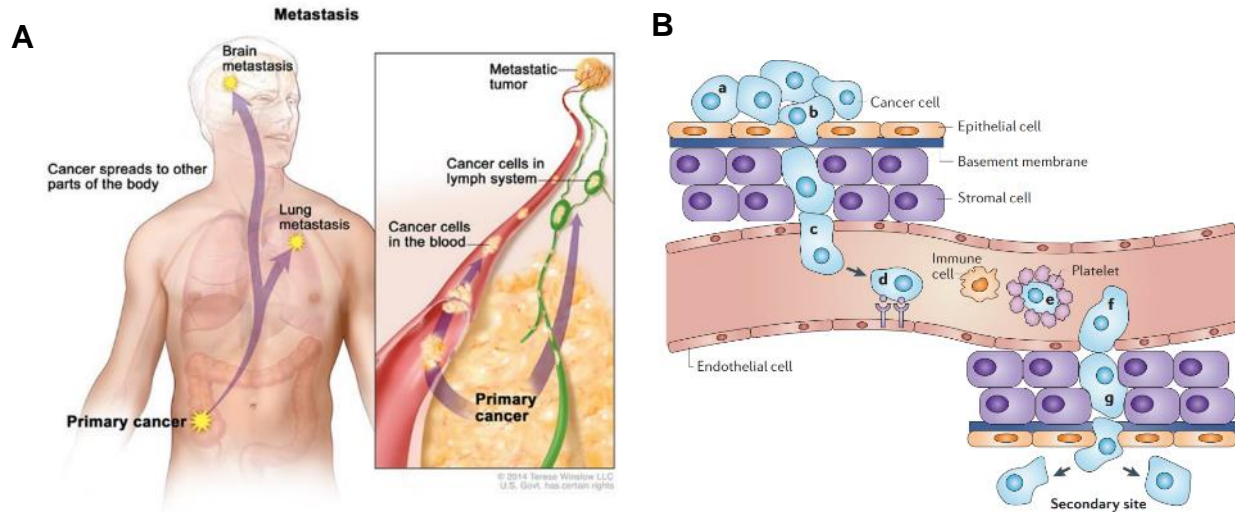 A
Metastasis
Brain
metastasis
Cancer spreads to other
parts of the body
Lung
metastasis
Primary cancer
Metastatic
tumor
Cancer cells in
lymph system
Cancer cells
in the blood
Primary
cancer
© 2014 Terese Winslow LLC
U.S. Govt. has certain rights
B
a
b
Cancer cell
Epithelial cell
Basement membrane
Stromal cell
c
d
Immune
cell
Platelet
e
f
Endothelial cell
g
Secondary site